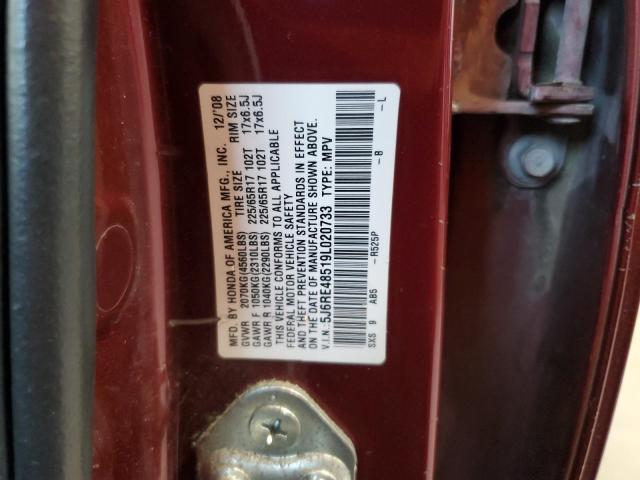 MFD. BY HONDA OF AMERICA MFG., INC. 12/'08
GVWR 2070KG(4560LBS) TIRE SIZE RIM SIZE
GAWR F 1050KG(2310LBS) 225/65R17 102T 17x6.5J
GAWR R 1040KG(2290LBS) 225/65R17 102T 17x6.5J
THIS VEHICLE CONFORMS TO ALL APPLICABLE
FEDERAL MOTOR VEHICLE SAFETY
AND THEFT PREVENTION STANDARDS IN EFFECT
ON THE DATE OF MANUFACTURE SHOWN ABOVE.
V.I.N.:5J6RE48519L020733 TYPE: MPV
SXS 9 AB5 -R525P -B -L